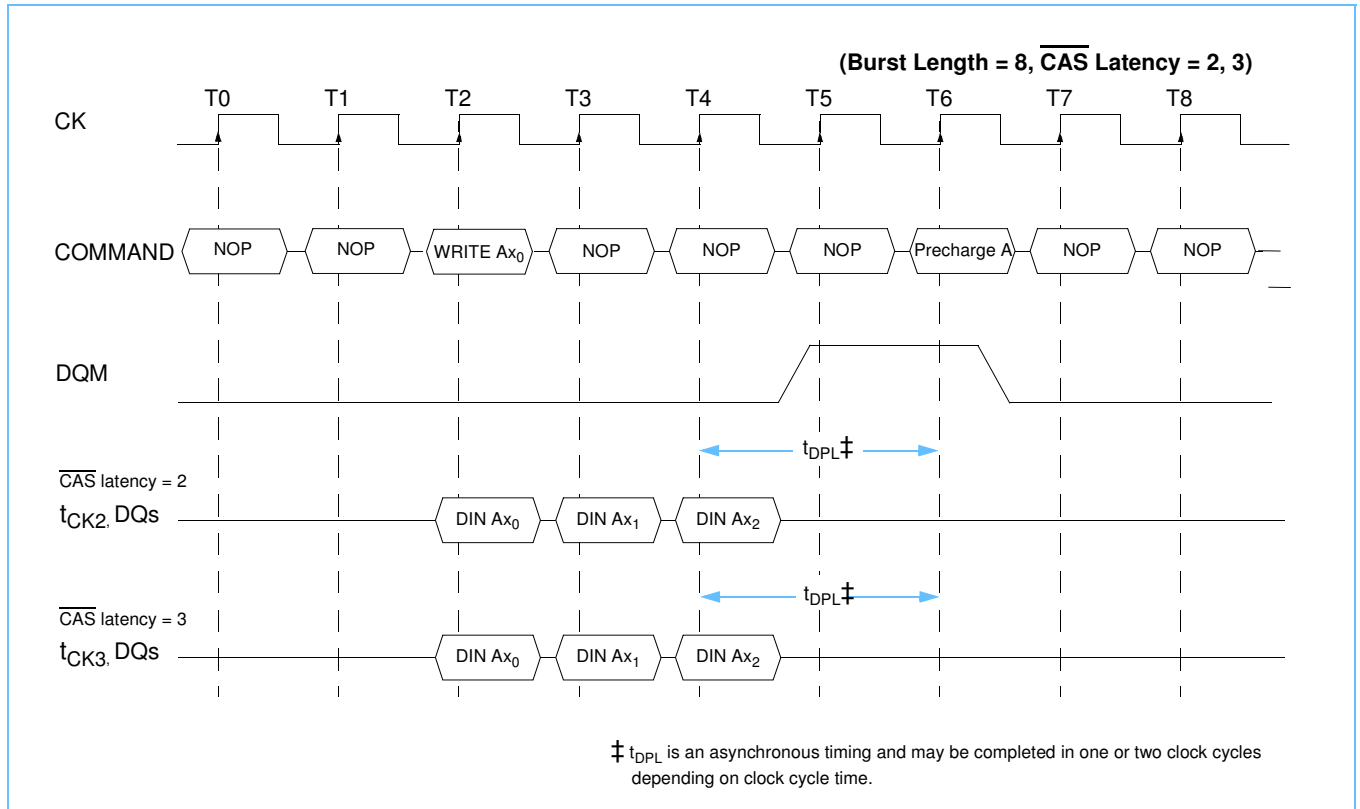 (Burst Length = 8, CAS Latency = 2, 3)
T0 T1 T2 T3 T4 T5 T6 T7 T8
CK
COMMAND NOP NOP WRITE Ax0 NOP NOP NOP Precharge A NOP NOP
DQM
tDPL‡
CAS latency = 2
tCK2, DQs DIN Ax0 DIN Ax1 DIN Ax2
tDPL‡
CAS latency = 3
tCK3, DQs DIN Ax0 DIN Ax1 DIN Ax2
‡ tDPL is an asynchronous timing and may be completed in one or two clock cycles
depending on clock cycle time.